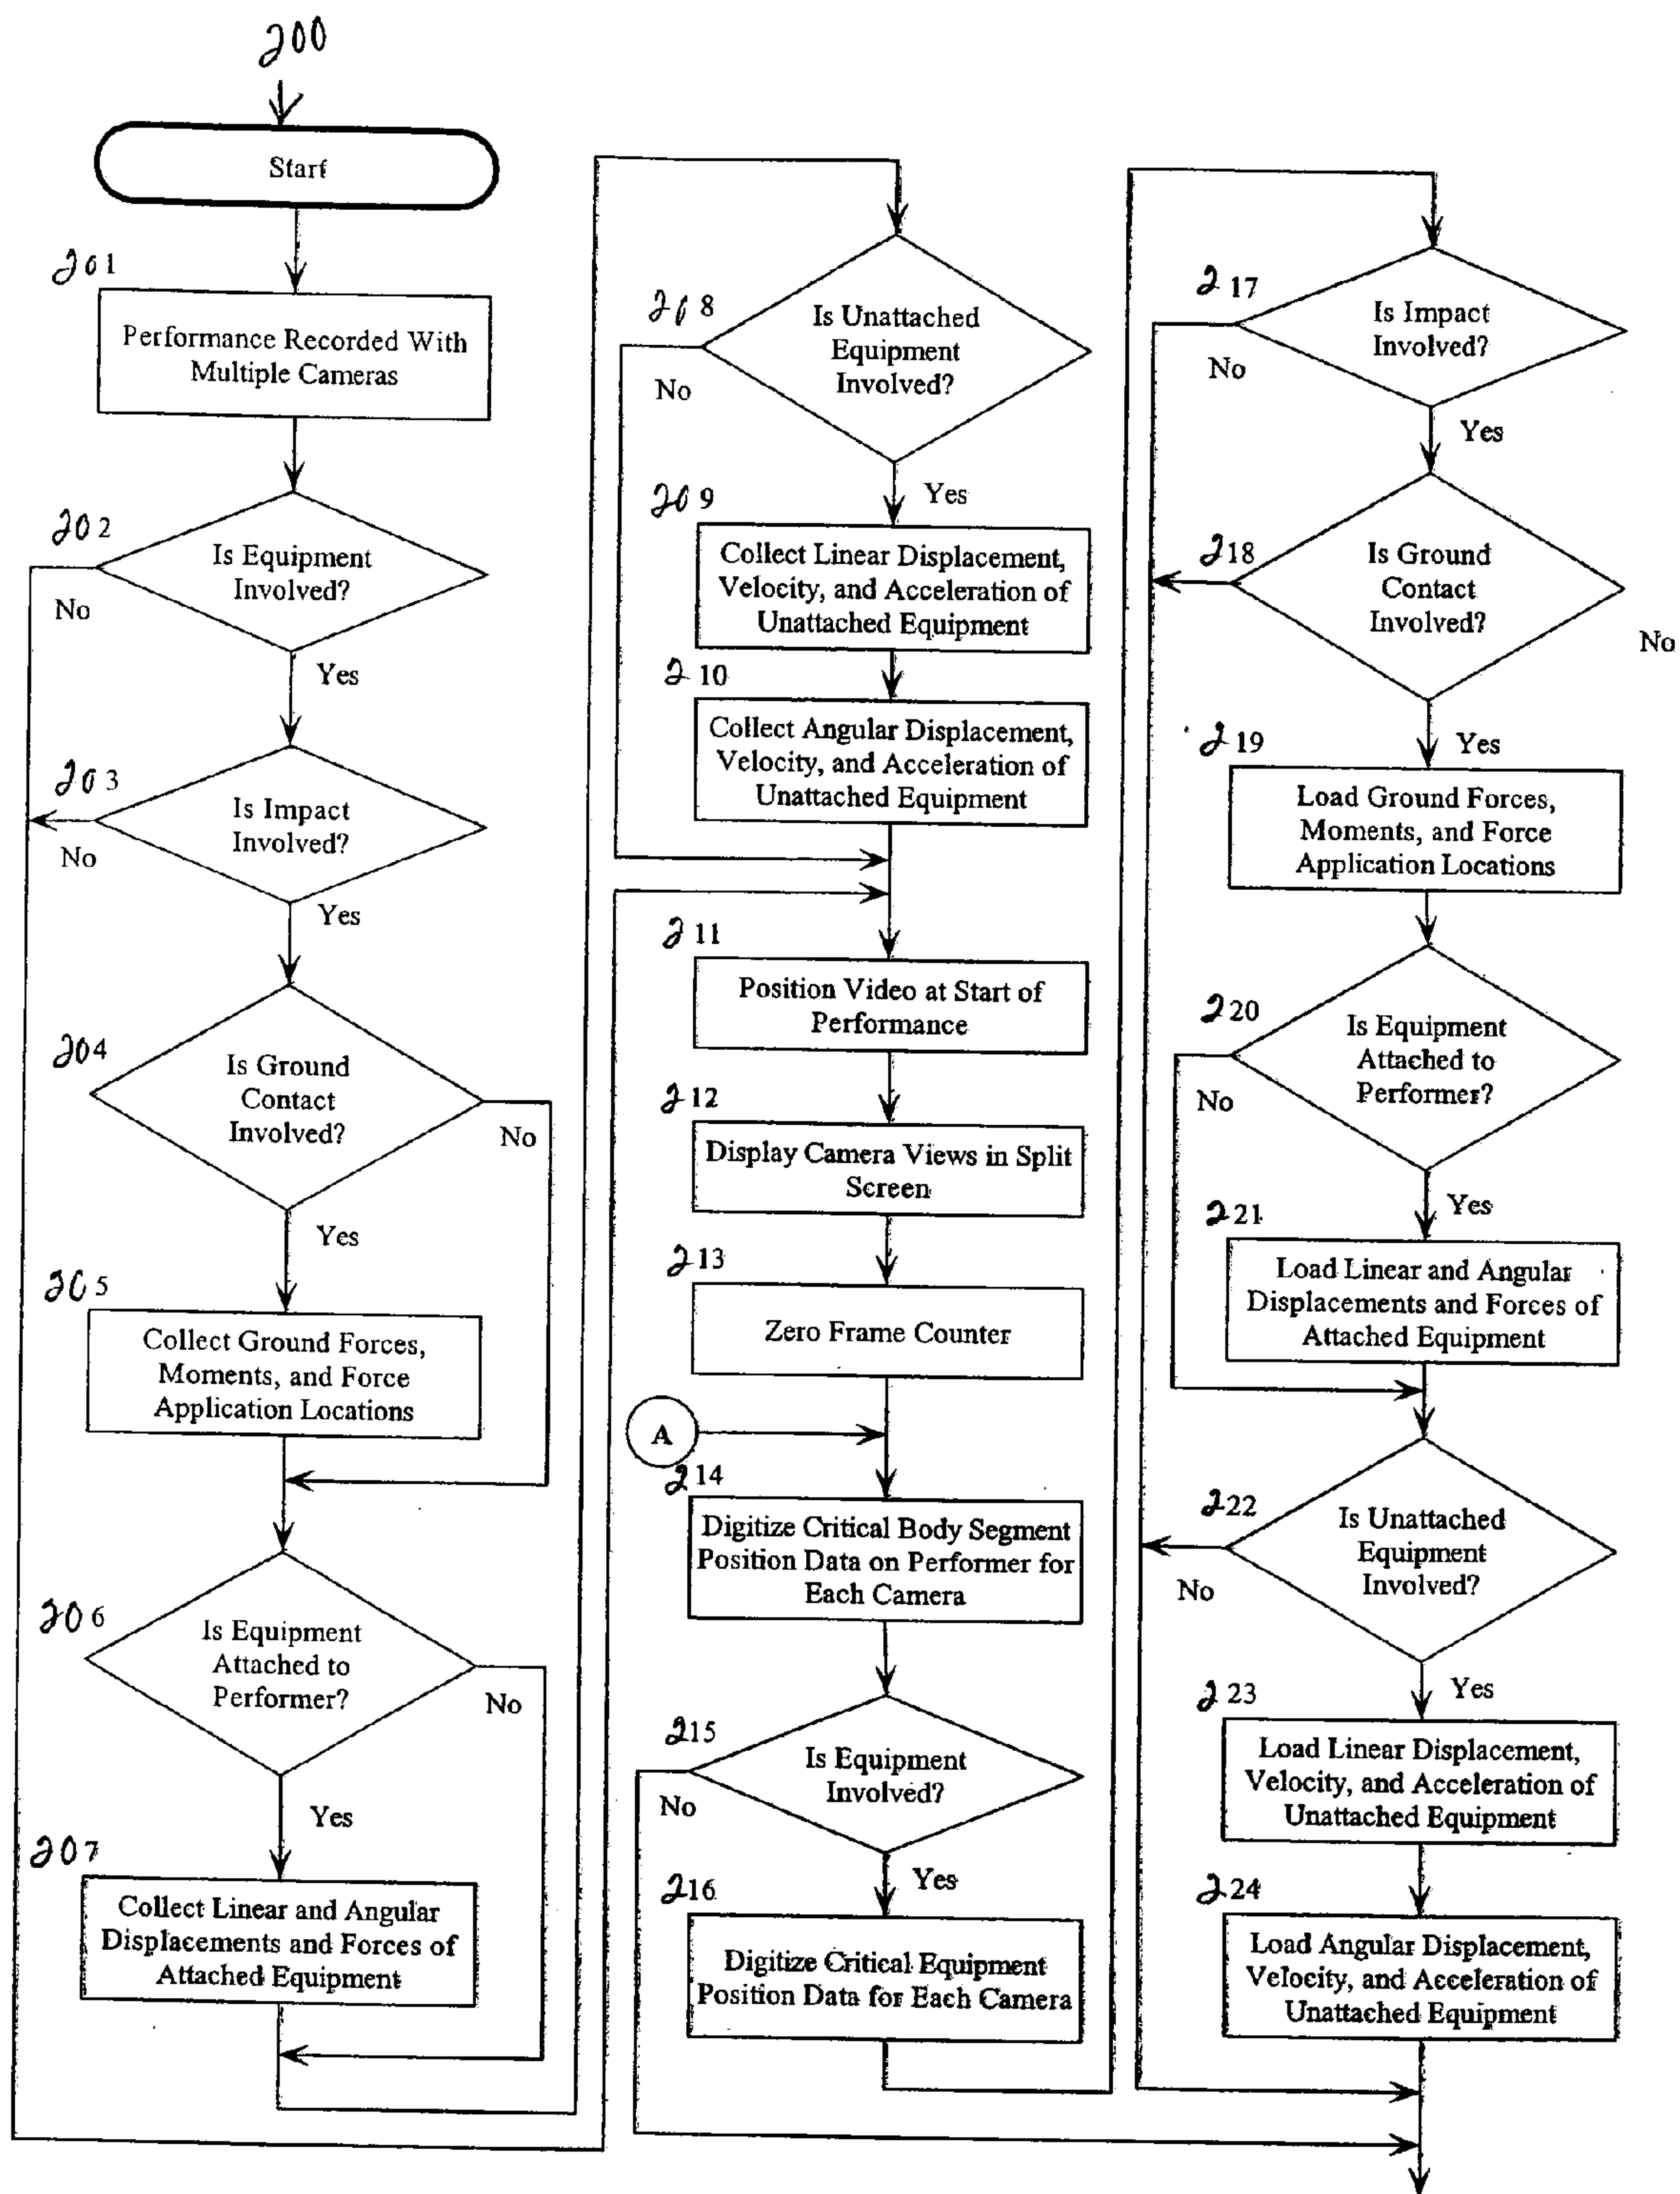 200
Start
201
Performance Recorded With
Multiple Cameras
202
Is Equipment
Involved?
No
Yes
203
Is Impact
Involved?
No
Yes
204
Is Ground
Contact
Involved?
No
Yes
205
Collect Ground Forces,
Moments, and Force
Application Locations
206
Is Equipment
Attached to
Performer?
No
Yes
207
Collect Linear and Angular
Displacements and Forces of
Attached Equipment
208
Is Unattached
Equipment
Involved?
No
Yes
209
Collect Linear Displacement,
Velocity, and Acceleration of
Unattached Equipment
210
Collect Angular Displacement,
Velocity, and Acceleration of
Unattached Equipment
211
Position Video at Start of
Performance
212
Display Camera Views in Split
Screen
213
Zero Frame Counter
A
214
Digitize Critical Body Segment
Position Data on Performer for
Each Camera
215
Is Equipment
Involved?
No
Yes
216
Digitize Critical Equipment
Position Data for Each Camera
217
Is Impact
Involved?
No
Yes
218
Is Ground
Contact
Involved?
No
Yes
219
Load Ground Forces,
Moments, and Force
Application Locations
220
Is Equipment
Attached to
Performer?
No
Yes
221
Load Linear and Angular
Displacements and Forces of
Attached Equipment
222
Is Unattached
Equipment
Involved?
No
Yes
223
Load Linear Displacement,
Velocity, and Acceleration of
Unattached Equipment
224
Load Angular Displacement,
Velocity, and Acceleration of
Unattached Equipment